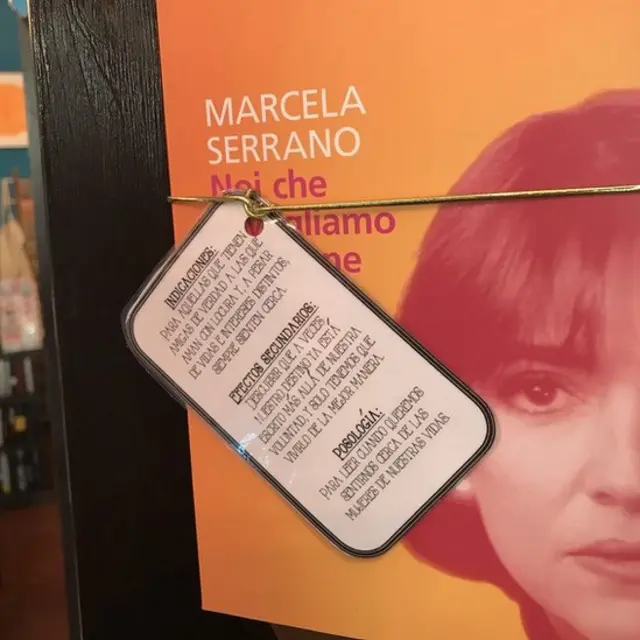 MARCELA
SERRANO
Noi che
gliamo
ne
INDICACIONES:
PARA AQUELLAS QUE TIENEN
AMIGAS DE VERDAD A LAS QUE
AMAN CON LOCURA Y, A PESAR
DE VIDAS E INTERESES DISTINTOS,
SIEMPRE SIENTEN CERCA.
EFECTOS SECUNDARIOS:
DESCUBRIR QUE A VECES
NUESTRO DESTINO YA ESTÁ
ESCRITO MÁS ALLÁ DE NUESTRA
VOLUNTAD Y SOLO TENEMOS QUE
VIVIRLO DE LA MEJOR MANERA.
POSOLOGÍA:
PARA LEER CUANDO QUEREMOS
SENTIRNOS CERCA DE LAS
MUJERES DE NUESTRAS VIDAS.